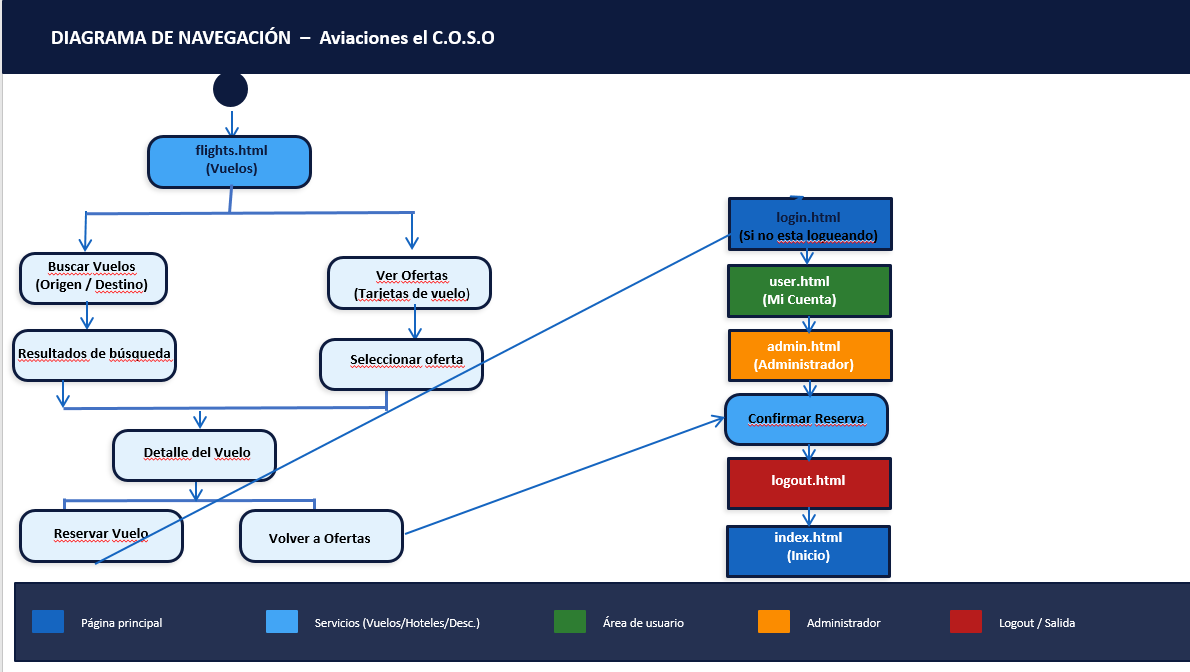 DIAGRAMA DE NAVEGACIÓN – Aviaciones el C.O.S.O
flights.html
(Vuelos)
Buscar Vuelos
(Origen / Destino)
Ver Ofertas
(Tarjetas de vuelo)
Resultados de búsqueda
Seleccionar oferta
Detalle del Vuelo
Reservar Vuelo
Volver a Ofertas
login.html
(Si no esta logueando)
user.html
(Mi Cuenta)
admin.html
(Administrador)
Confirmar Reserva
logout.html
index.html
(Inicio)
Página principal
Servicios (Vuelos/Hoteles/Desc.)
Área de usuario
Administrador
Logout / Salida